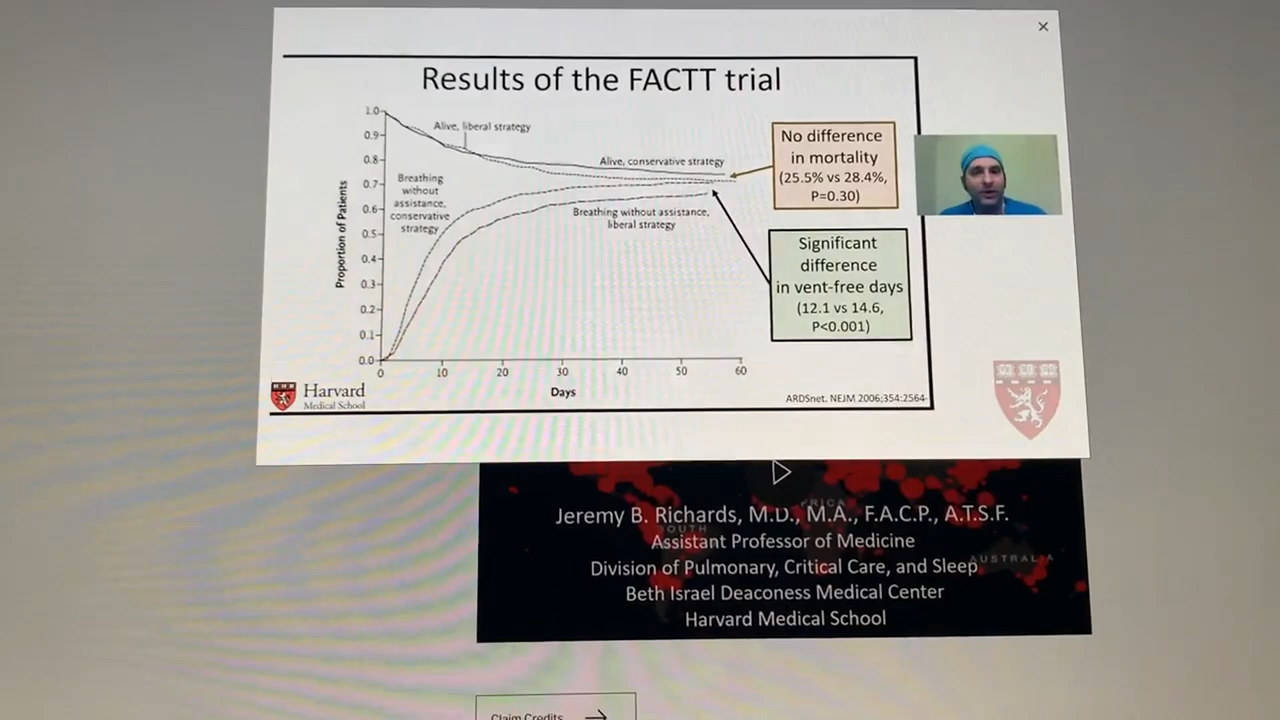 ×
Results of the FACTT trial
1.0
0.9
0.8
0.7
0.6
0.5
0.4
0.3
0.2
0.1
0.0
Proportion of Patients
Alive, liberal strategy
Alive, conservative strategy
Breathing
without
assistance,
conservative
strategy
Breathing without assistance,
liberal strategy
0 10 20 30 40 50 60
Days
No difference
in mortality
(25.5% vs 28.4%,
P=0.30)
Significant
difference
in vent-free days
(12.1 vs 14.6,
P<0.001)
Harvard
Medical School
ARDSnet. NEJM 2006;354:2564
Jeremy B. Richards, M.D., M.A., F.A.C.P., A.T.S.F.
SOUTH
AUSTRALIA
Assistant Professor of Medicine
Division of Pulmonary, Critical Care, and Sleep
Beth Israel Deaconess Medical Center
Harvard Medical School
Claim Credits →